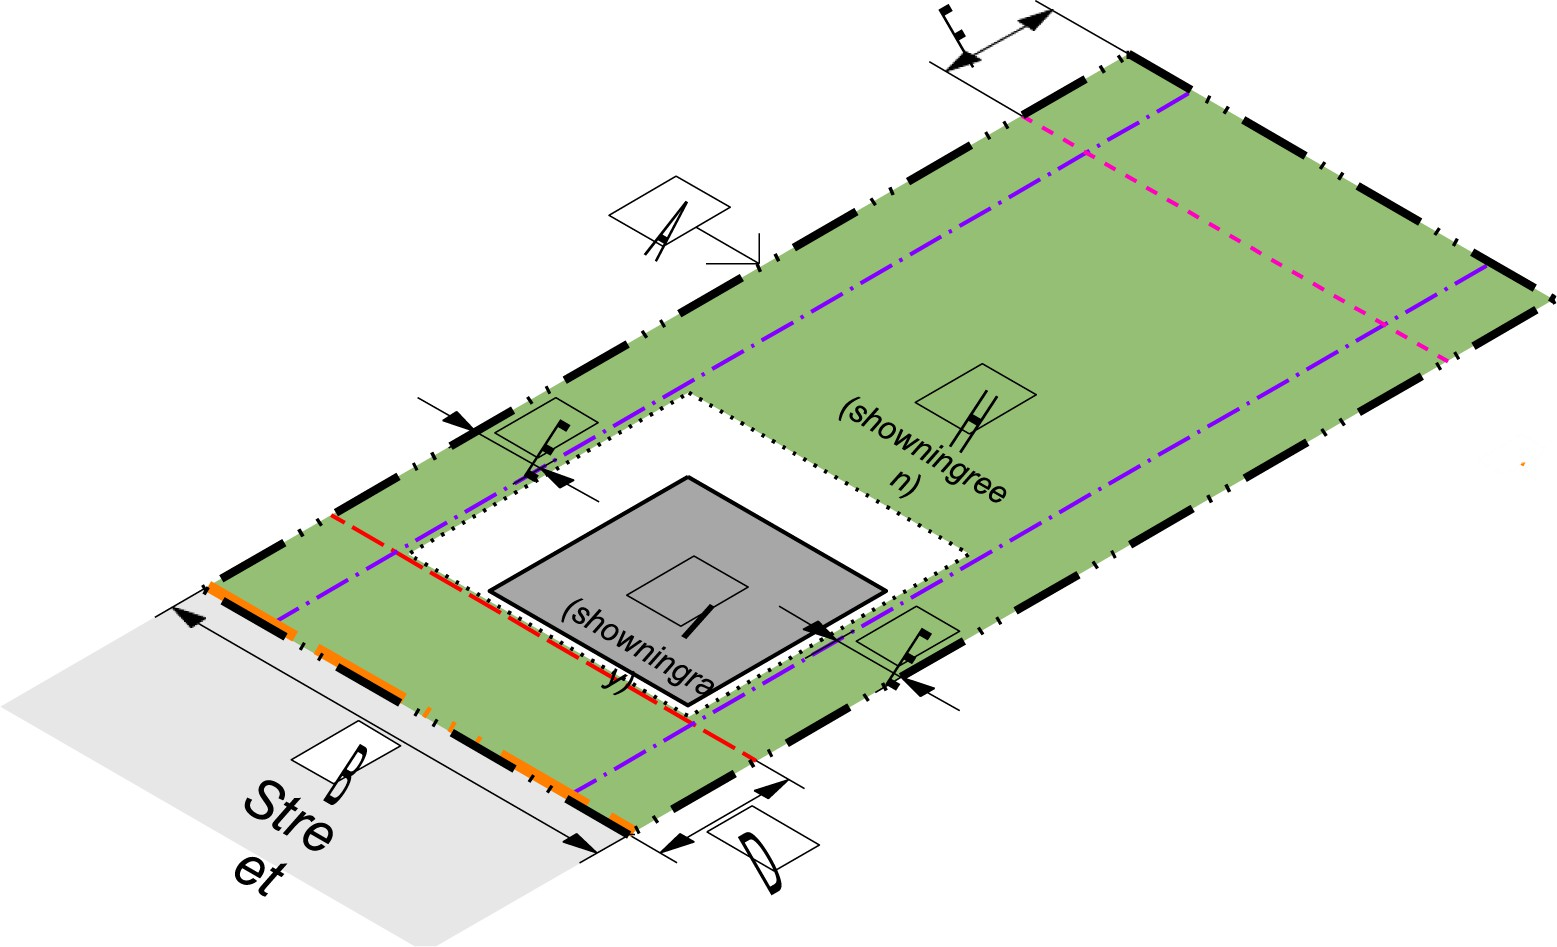 A
H
(showningree
n)
I
(showningra
y)
B
Stre
et
D